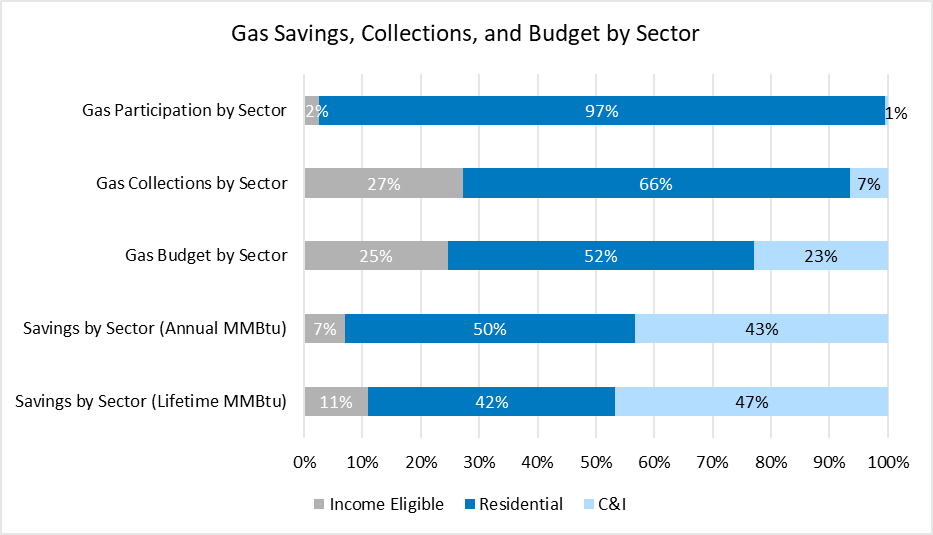 Gas Savings, Collections, and Budget by Sector
Gas Participation by Sector
2%
97%
1%
Gas Collections by Sector
27%
66%
7%
Gas Budget by Sector
25%
52%
23%
Savings by Sector (Annual MMBtu)
7%
50%
43%
Savings by Sector (Lifetime MMBtu)
11%
42%
47%
0% 10% 20% 30% 40% 50% 60% 70% 80% 90% 100%
Income Eligible Residential C&I